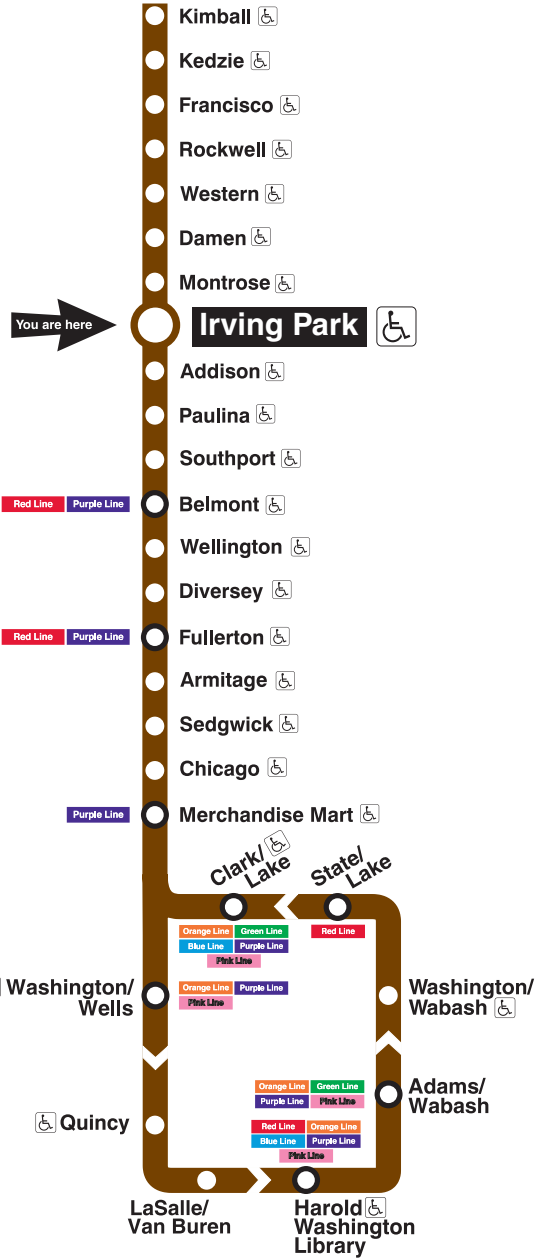 Kimball
Kedzie
Francisco
Rockwell
Western
Damen
Montrose
You are here
Irving Park
Addison
Paulina
Southport
Red Line Purple Line
Belmont
Wellington
Diversey
Red Line Purple Line
Fullerton
Armitage
Sedgwick
Chicago
Purple Line
Merchandise Mart
Clark/
Lake
State/
Lake
Orange Line Green Line
Blue Line Purple Line
Pink Line
Red Line
Washington/
Wells
Orange Line Purple Line
Pink Line
Washington/
Wabash
Orange Line Green Line
Purple Line Pink Line
Adams/
Wabash
Quincy
Red Line Orange Line
Blue Line Purple Line
Pink Line
LaSalle/
Van Buren
Harold
Washington
Library